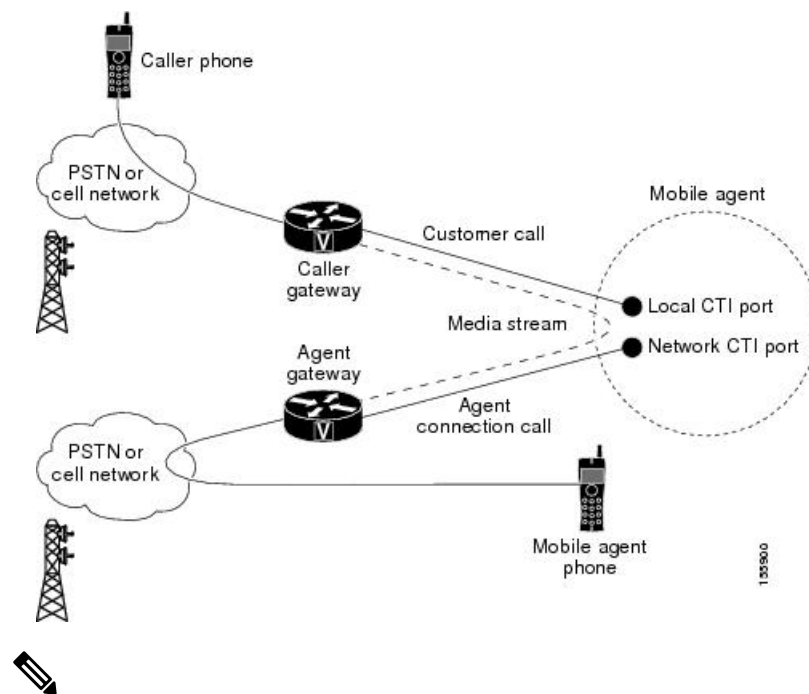 Caller phone
PSTN or
cell network
Mobile agent
Customer call
V
Caller
gateway
Local CTI port
Media stream
Network CTI port
Agent
gateway
V
Agent
connection call
PSTN or
cell network
Mobile agent
phone
155900